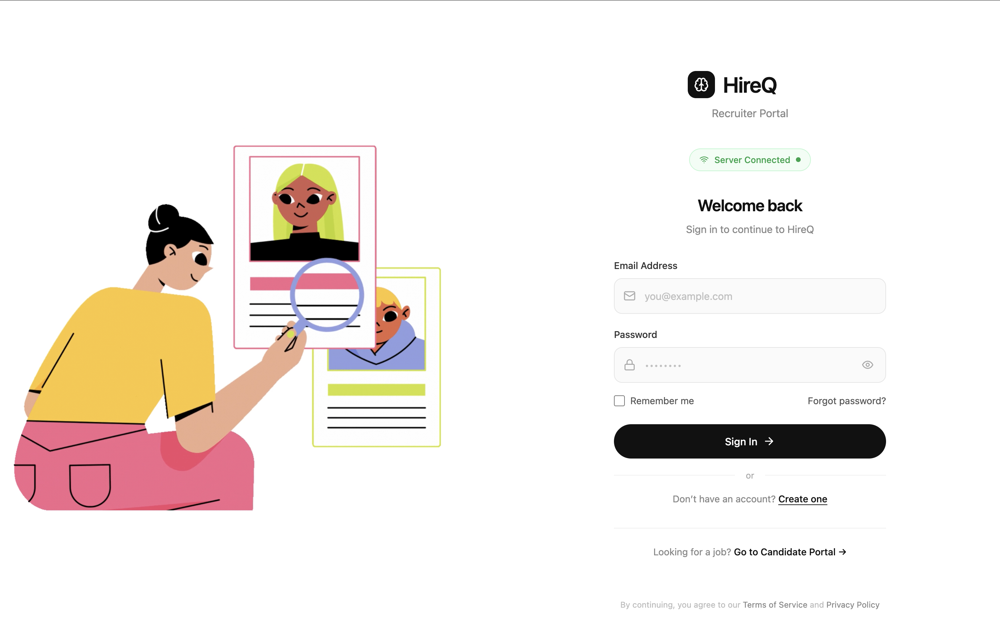 HireQ
Recruiter Portal
Server Connected
Welcome back
Sign in to continue to HireQ
Email Address
you@example.com
Password
••••••••
Remember me
Forgot password?
Sign In →
or
Don’t have an account? Create one
Looking for a job? Go to Candidate Portal →
By continuing, you agree to our Terms of Service and Privacy Policy